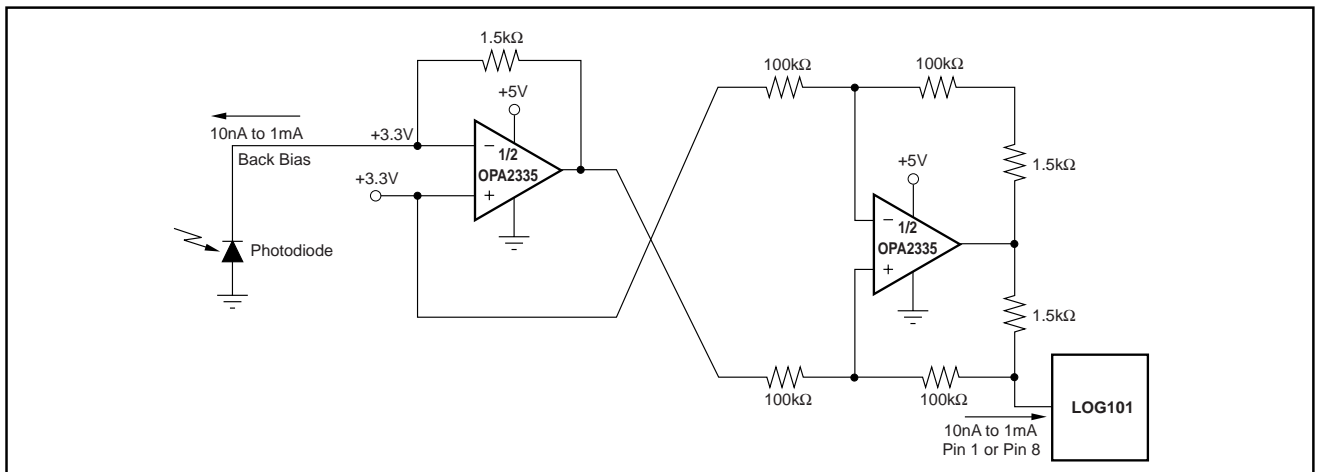 1.5kΩ
+5V
10nA to 1mA
Back Bias
+3.3V
−
1/2
OPA2335
+
+3.3V
Photodiode
100kΩ
100kΩ
1.5kΩ
+5V
−
1/2
OPA2335
+
1.5kΩ
100kΩ
100kΩ
10nA to 1mA
Pin 1 or Pin 8
LOG101